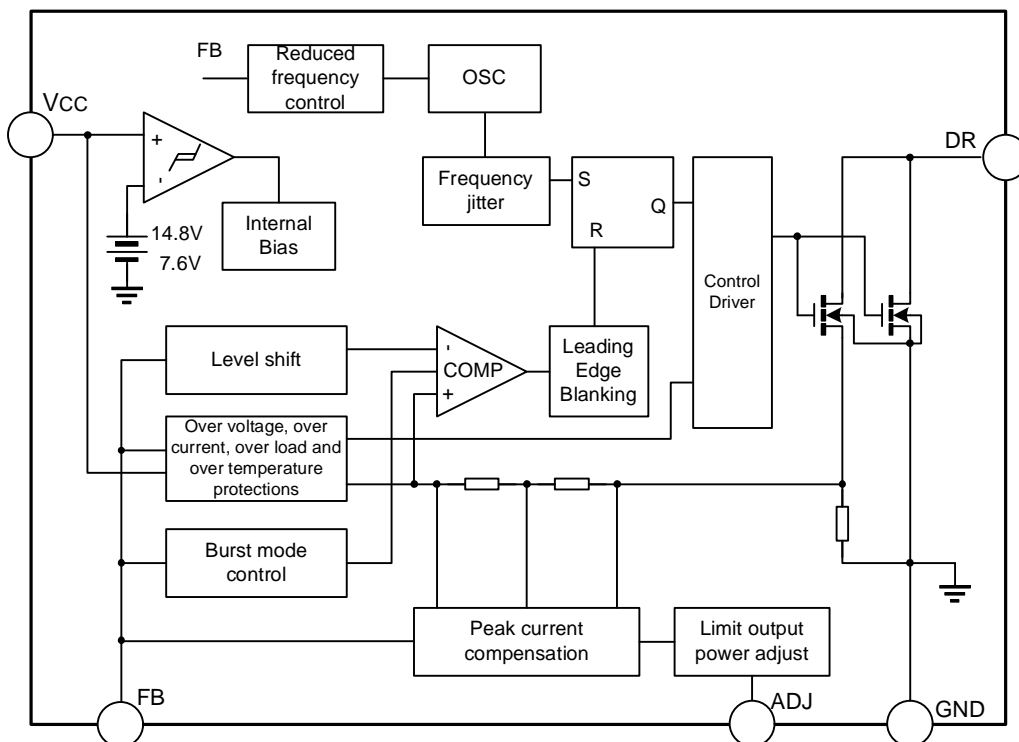 FB
Reduced
frequency
control
OSC
VCC
+
-
14.8V
7.6V
Internal
Bias
Frequency
jitter
S
Q
R
Control
Driver
DR
Level shift
-
COMP
+
Leading
Edge
Blanking
Over voltage, over
current, over load and
over temperature
protections
Burst mode
control
Peak current
compensation
Limit output
power adjust
FB
ADJ
GND